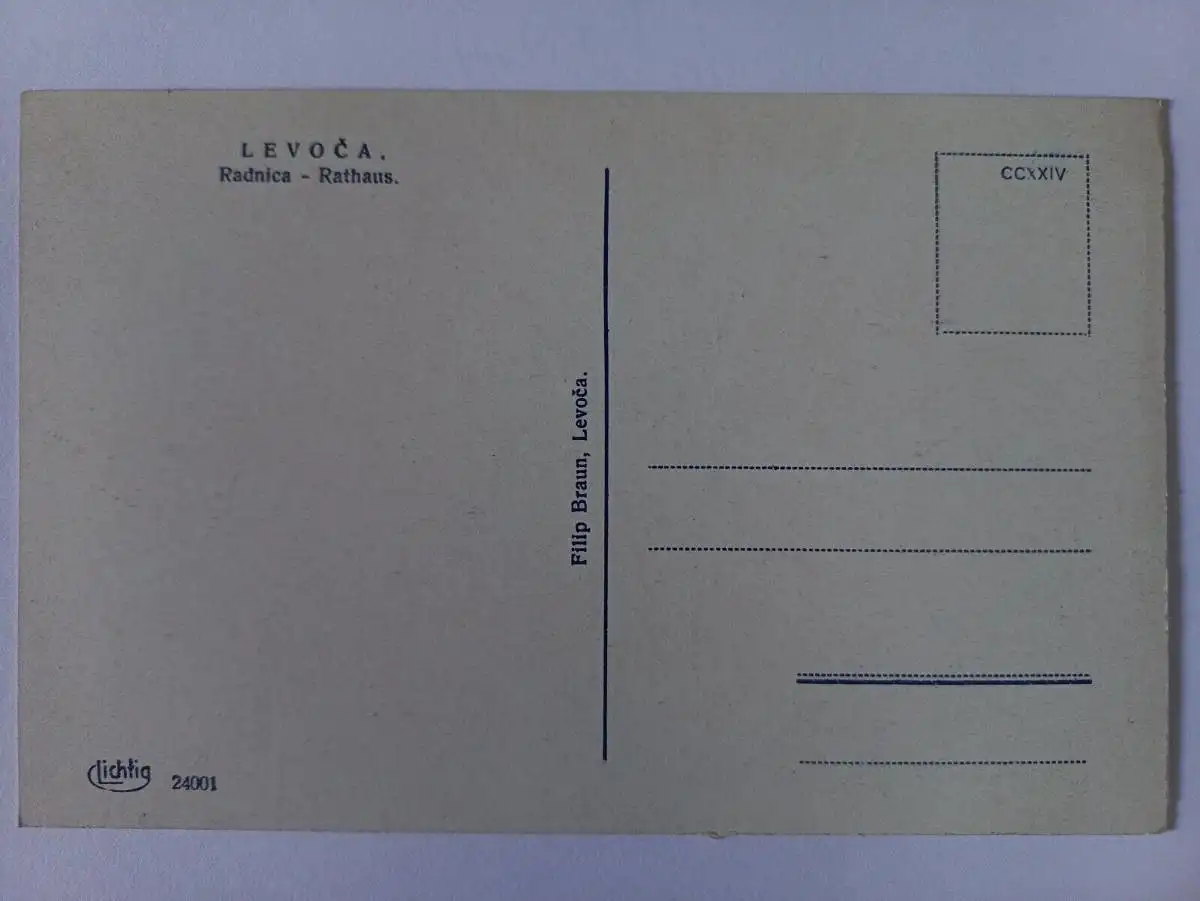 LEVOČA.
Radnica - Rathaus.
CCXXIV
Filip Braun, Levoča.
Lichtig 24001